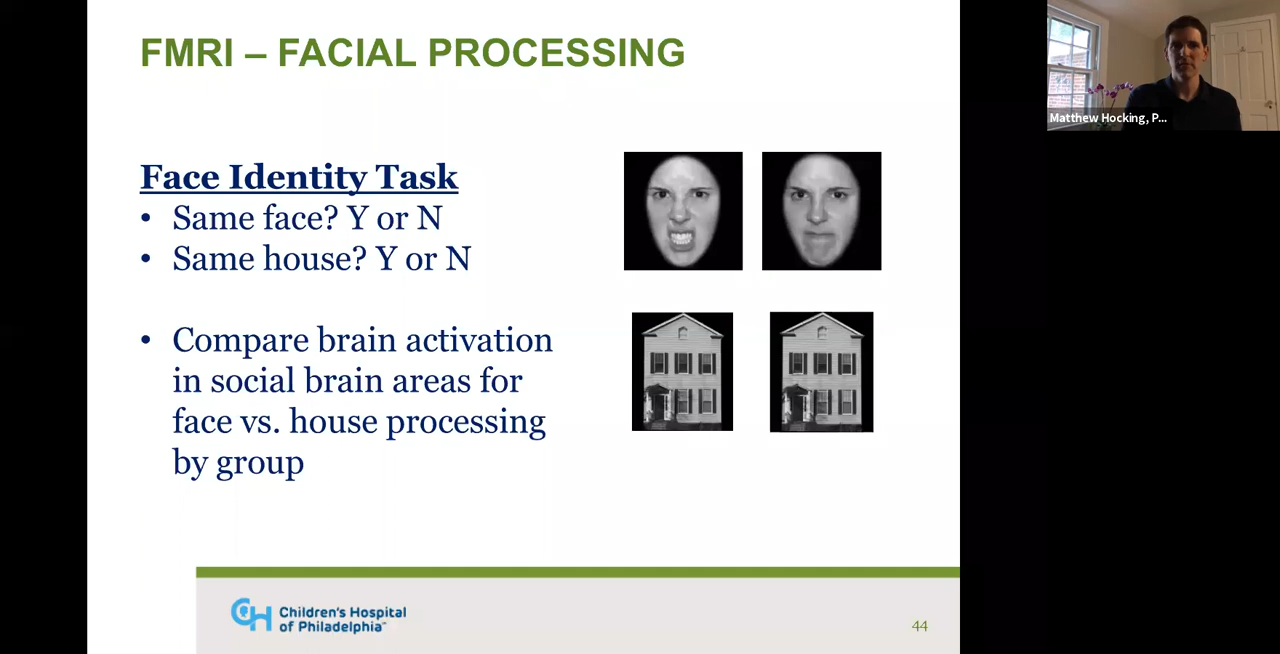 FMRI – FACIAL PROCESSING
Matthew Hocking, P...
Face Identity Task
• Same face? Y or N
• Same house? Y or N
• Compare brain activation
in social brain areas for
face vs. house processing
by group
Children's Hospital
of Philadelphia™
44